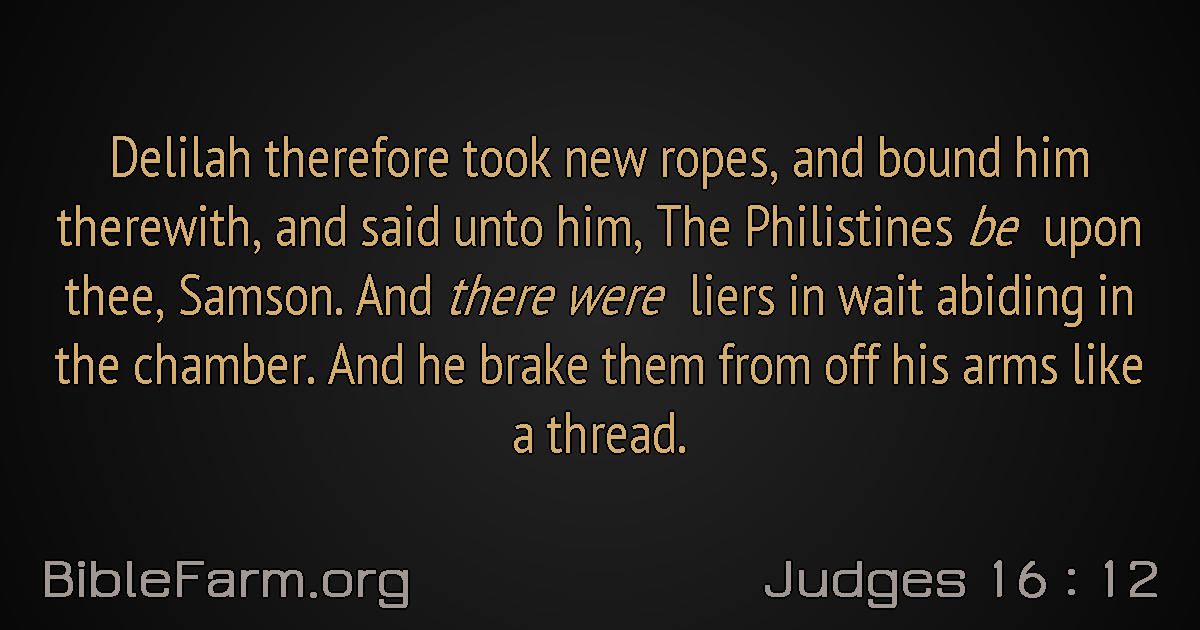 Delilah therefore took new ropes, and bound him
therewith, and said unto him, The Philistines be upon
thee, Samson. And there were liers in wait abiding in
the chamber. And he brake them from off his arms like
a thread.
BibleFarm.org
Judges 16 : 12